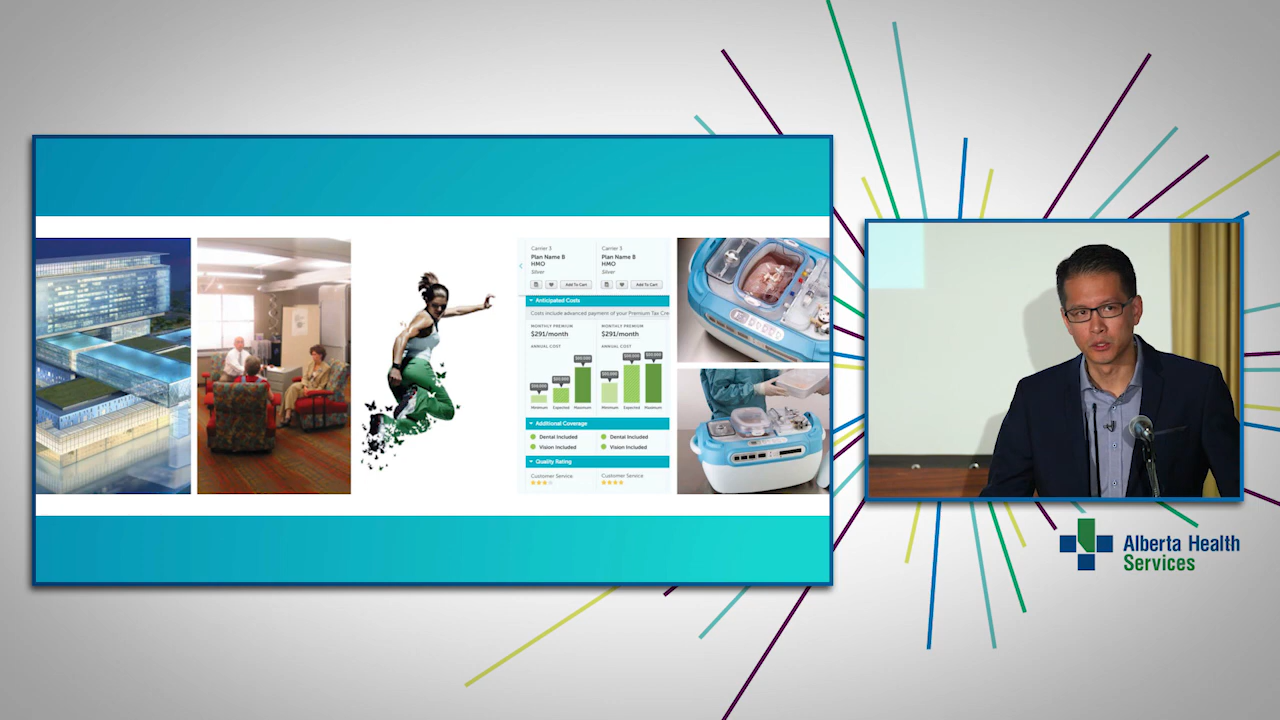 Carrier 3
Carrier 3
Plan Name B
HMO
Plan Name B
HMO
Silver
Silver
Add To Cart
Add To Cart
Anticipated Costs
Costs include advanced payment of your Premium Tax Cre
MONTHLY PREMIUM
MONTHLY PREMIUM
$291/month
$291/month
ANNUAL COST
ANNUAL COST
Minimum Expected Maximum
Minimum Expected Maximum
Additional Coverage
Dental Included
Dental Included
Vision Included
Vision Included
Quality Rating
Customer Service
Customer Service
Alberta Health
Services